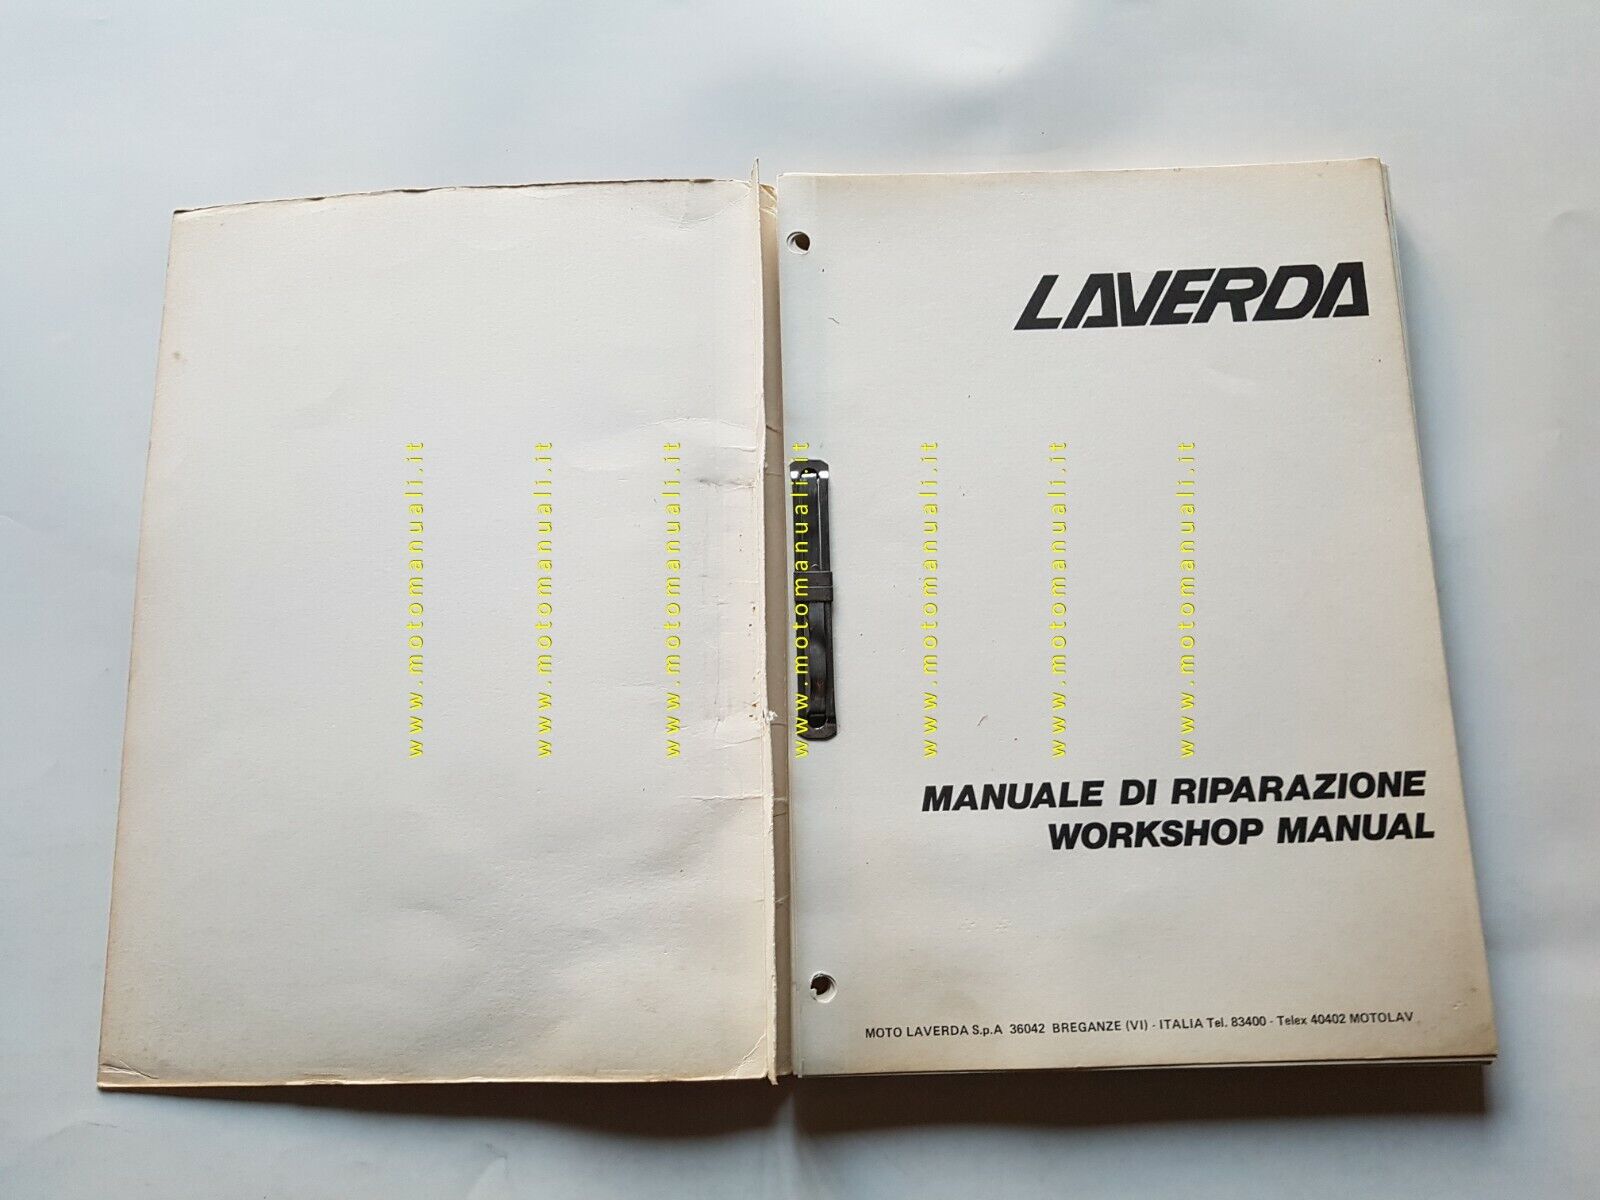 LAVERDA
www.motomanuali.it
www.motomanuali.it
www.motomanuali.it
www.motomanuali.it
www.motomanuali.it
www.motomanuali.it
www.motomanuali.it
MANUALE DI RIPARAZIONE
WORKSHOP MANUAL
MOTO LAVERDA S.p.A 36042 BREGANZE (VI) - ITALIA Tel. 83400 - Telex 40402 MOTOLAV